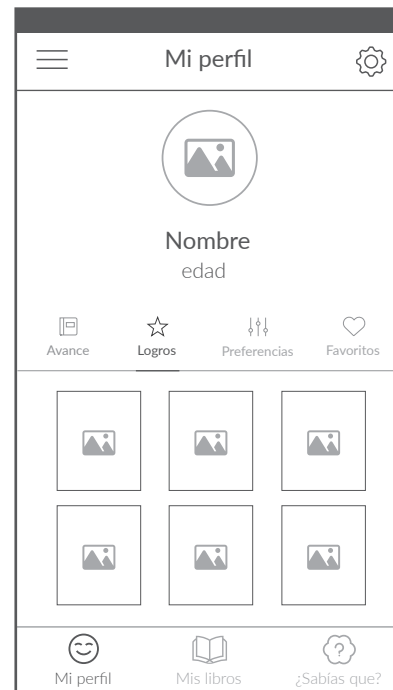 Mi perfil
Nombre
edad
Avance Logros Preferencias Favoritos
Mi perfil Mis libros ¿Sabías que?